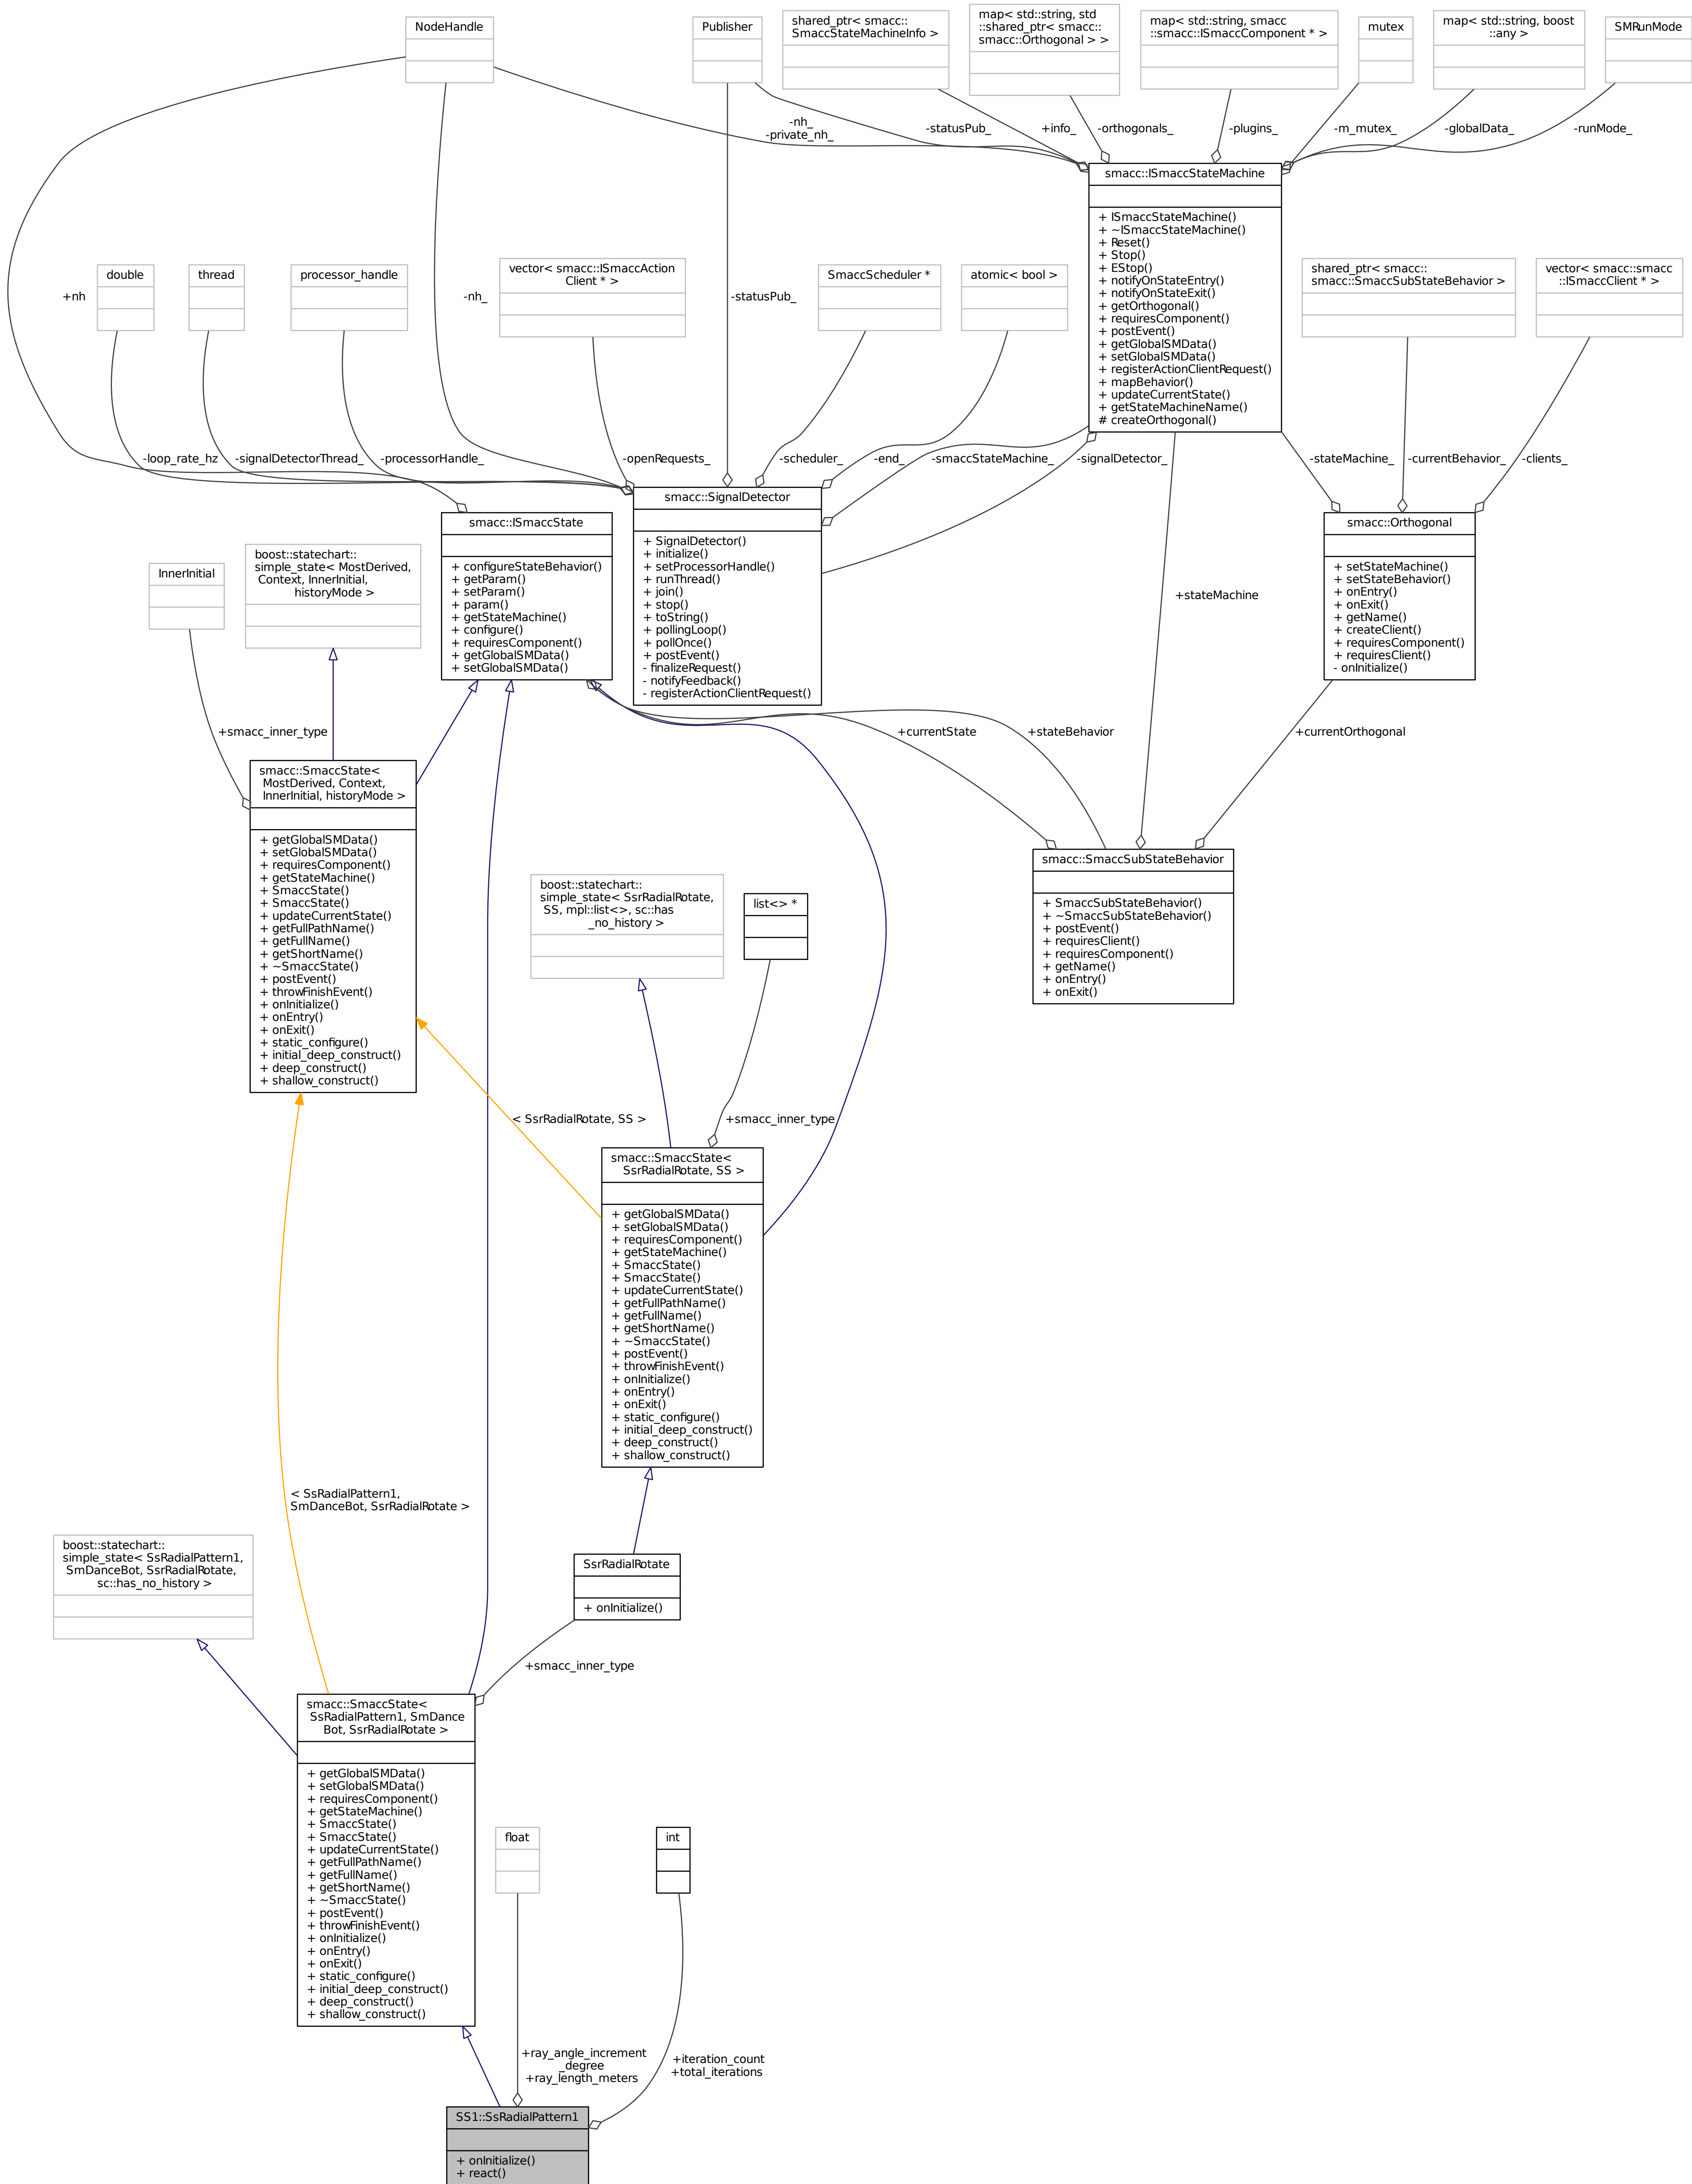 NodeHandle
Publisher
shared_ptr< smacc::
SmaccStateMachineInfo >
map< std::string, std
::shared_ptr< smacc::
smacc::Orthogonal > >
map< std::string, smacc
::smacc::ISmaccComponent * >
mutex
map< std::string, boost
::any >
SMRunMode
-nh_
-private_nh_
-statusPub_
+info_
-orthogonals_
-plugins_
-m_mutex_
-globalData_
-runMode_
smacc::ISmaccStateMachine
+ ISmaccStateMachine()
+ ~ISmaccStateMachine()
+ Reset()
+ Stop()
+ EStop()
+ notifyOnStateEntry()
+ notifyOnStateExit()
+ getOrthogonal()
+ requiresComponent()
+ postEvent()
+ getGlobalSMData()
+ setGlobalSMData()
+ registerActionClientRequest()
+ mapBehavior()
+ updateCurrentState()
+ getStateMachineName()
# createOrthogonal()
+nh
double
thread
processor_handle
-nh_
vector< smacc::ISmaccAction
Client * >
-statusPub_
SmaccScheduler *
atomic< bool >
shared_ptr< smacc::
smacc::SmaccSubStateBehavior >
vector< smacc::smacc
::ISmaccClient * >
-loop_rate_hz
-signalDetectorThread_
-processorHandle_
-openRequests_
-scheduler_
-end_
-smaccStateMachine_
-signalDetector_
-stateMachine_
-currentBehavior_
-clients_
smacc::SignalDetector
+ SignalDetector()
+ initialize()
+ setProcessorHandle()
+ runThread()
+ join()
+ stop()
+ toString()
+ pollingLoop()
+ pollOnce()
+ postEvent()
- finalizeRequest()
- notifyFeedback()
- registerActionClientRequest()
smacc::ISmaccState
+ configureStateBehavior()
+ getParam()
+ setParam()
+ param()
+ getStateMachine()
+ configure()
+ requiresComponent()
+ getGlobalSMData()
+ setGlobalSMData()
smacc::Orthogonal
+ setStateMachine()
+ setStateBehavior()
+ onEntry()
+ onExit()
+ getName()
+ createClient()
+ requiresComponent()
+ requiresClient()
- onInitialize()
InnerInitial
boost::statechart::
simple_state< MostDerived,
Context, InnerInitial,
historyMode >
+stateMachine
+smacc_inner_type
+currentState
+stateBehavior
+currentOrthogonal
smacc::SmaccState<
MostDerived, Context,
InnerInitial, historyMode >
+ getGlobalSMData()
+ setGlobalSMData()
+ requiresComponent()
+ getStateMachine()
+ SmaccState()
+ SmaccState()
+ updateCurrentState()
+ getFullPathName()
+ getFullName()
+ getShortName()
+ ~SmaccState()
+ postEvent()
+ throwFinishEvent()
+ onInitialize()
+ onEntry()
+ onExit()
+ static_configure()
+ initial_deep_construct()
+ deep_construct()
+ shallow_construct()
smacc::SmaccSubStateBehavior
+ SmaccSubStateBehavior()
+ ~SmaccSubStateBehavior()
+ postEvent()
+ requiresClient()
+ requiresComponent()
+ getName()
+ onEntry()
+ onExit()
boost::statechart::
simple_state< SsrRadialRotate,
SS, mpl::list<>, sc::has
_no_history >
list<> *
< SsrRadialRotate, SS >
+smacc_inner_type
smacc::SmaccState<
SsrRadialRotate, SS >
+ getGlobalSMData()
+ setGlobalSMData()
+ requiresComponent()
+ getStateMachine()
+ SmaccState()
+ SmaccState()
+ updateCurrentState()
+ getFullPathName()
+ getFullName()
+ getShortName()
+ ~SmaccState()
+ postEvent()
+ throwFinishEvent()
+ onInitialize()
+ onEntry()
+ onExit()
+ static_configure()
+ initial_deep_construct()
+ deep_construct()
+ shallow_construct()
< SsRadialPattern1,
SmDanceBot, SsrRadialRotate >
boost::statechart::
simple_state< SsRadialPattern1,
SmDanceBot, SsrRadialRotate,
sc::has_no_history >
SsrRadialRotate
+ onInitialize()
+smacc_inner_type
smacc::SmaccState<
SsRadialPattern1, SmDance
Bot, SsrRadialRotate >
+ getGlobalSMData()
+ setGlobalSMData()
+ requiresComponent()
+ getStateMachine()
+ SmaccState()
+ SmaccState()
+ updateCurrentState()
+ getFullPathName()
+ getFullName()
+ getShortName()
+ ~SmaccState()
+ postEvent()
+ throwFinishEvent()
+ onInitialize()
+ onEntry()
+ onExit()
+ static_configure()
+ initial_deep_construct()
+ deep_construct()
+ shallow_construct()
float
int
+ray_angle_increment
_degree
+ray_length_meters
+iteration_count
+total_iterations
SS1::SsRadialPattern1
+ onInitialize()
+ react()